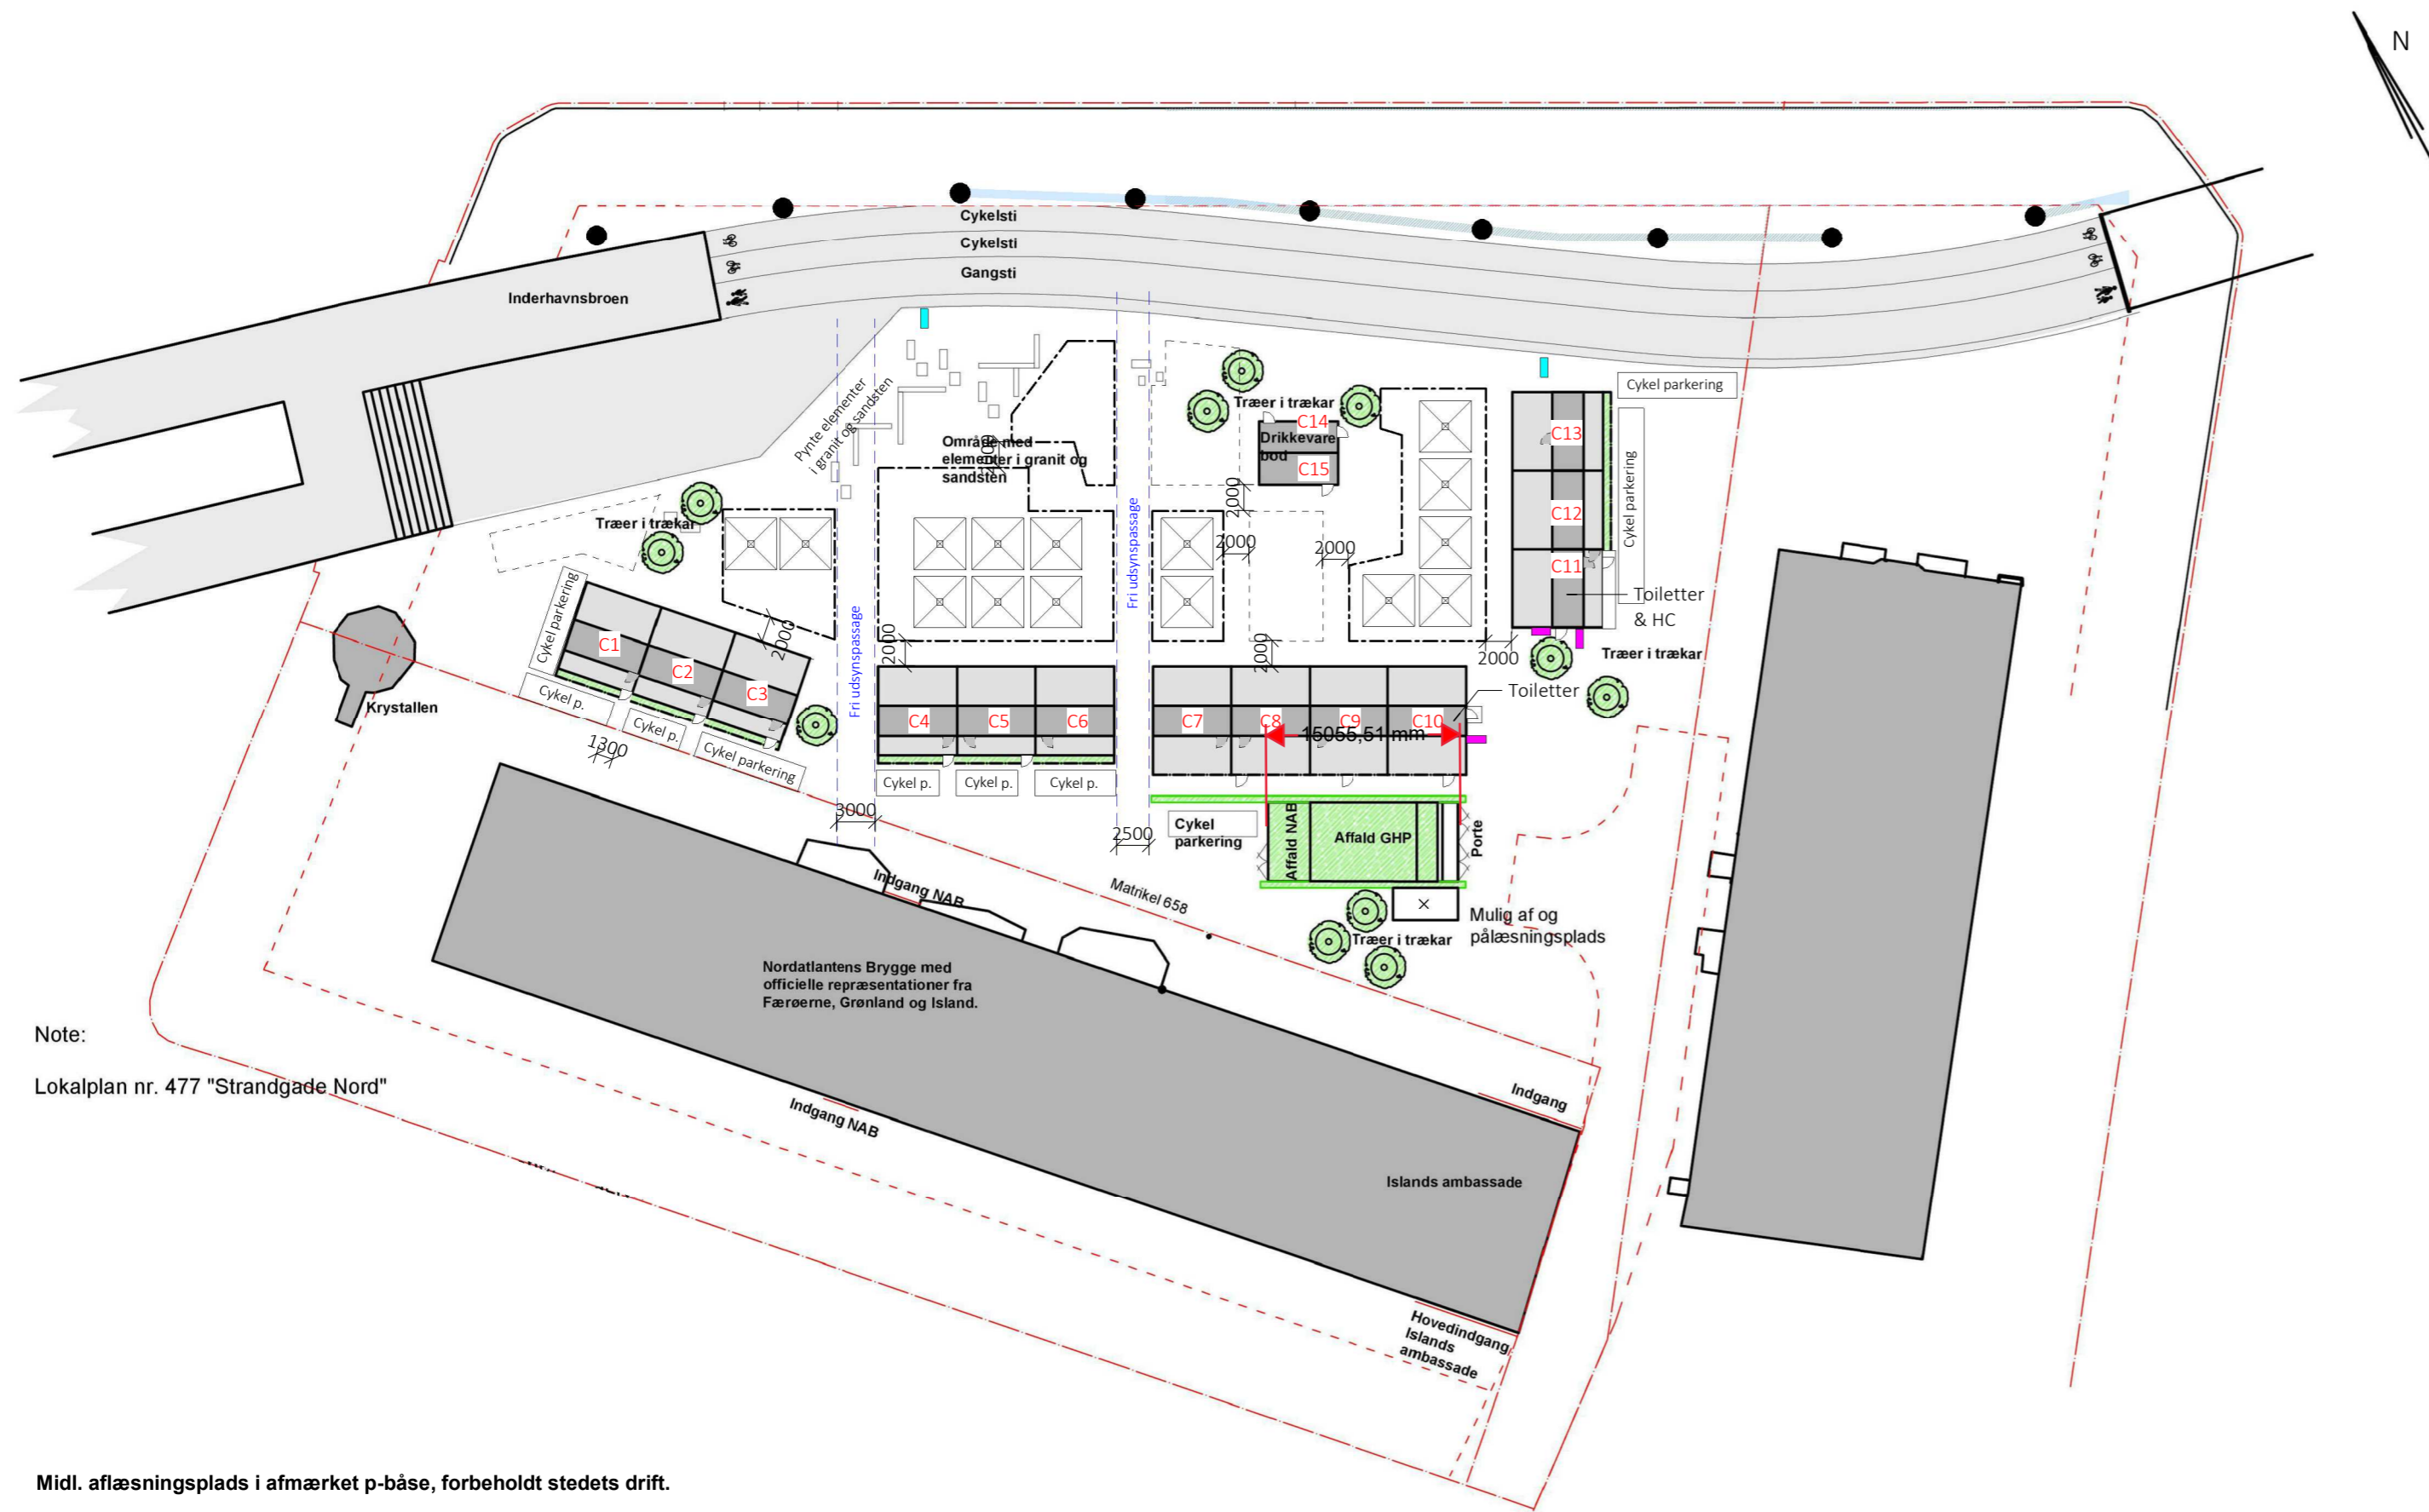 N
Cykelsti
Cykelsti
Gangsti
Inderhavnsbroen
Pynte elementer
i granit og sandsten
Område med
elementer i granit og
sandsten
Træer i trækar
C14
Drikkevare
bod
C15
2000
2000
2000
Cykel parkering
Cykel parkering
C13
C12
C11
Toiletter
& HC
Træer i trækar
2000
Træer i trækar
Fri udsynspassage
Fri udsynspassage
Cykel parkering
C1
C2
C3
2000
Cykel p.
Cykel p.
Cykel parkering
1300
Krystallen
2000
C4
C5
C6
Cykel p.
Cykel p.
Cykel p.
3000
2500
2000
C7
C8
C9
C10
Toiletter
15055,51 mm
Cykel
parkering
Affald NAB
Affald GHP
Porte
Mulig af og
pålæsningsplads
Træer i trækar
Matrikel 658
Indgang NAB
Nordatlantens Brygge med
officielle repræsentationer fra
Færøerne, Grønland og Island.
Indgang NAB
Indgang
Islands ambassade
Hovedindgang
Islands
ambassade
Note:
Lokalplan nr. 477 "Strandgade Nord"
Midl. aflæsningsplads i afmærket p-båse, forbeholdt stedets drift.